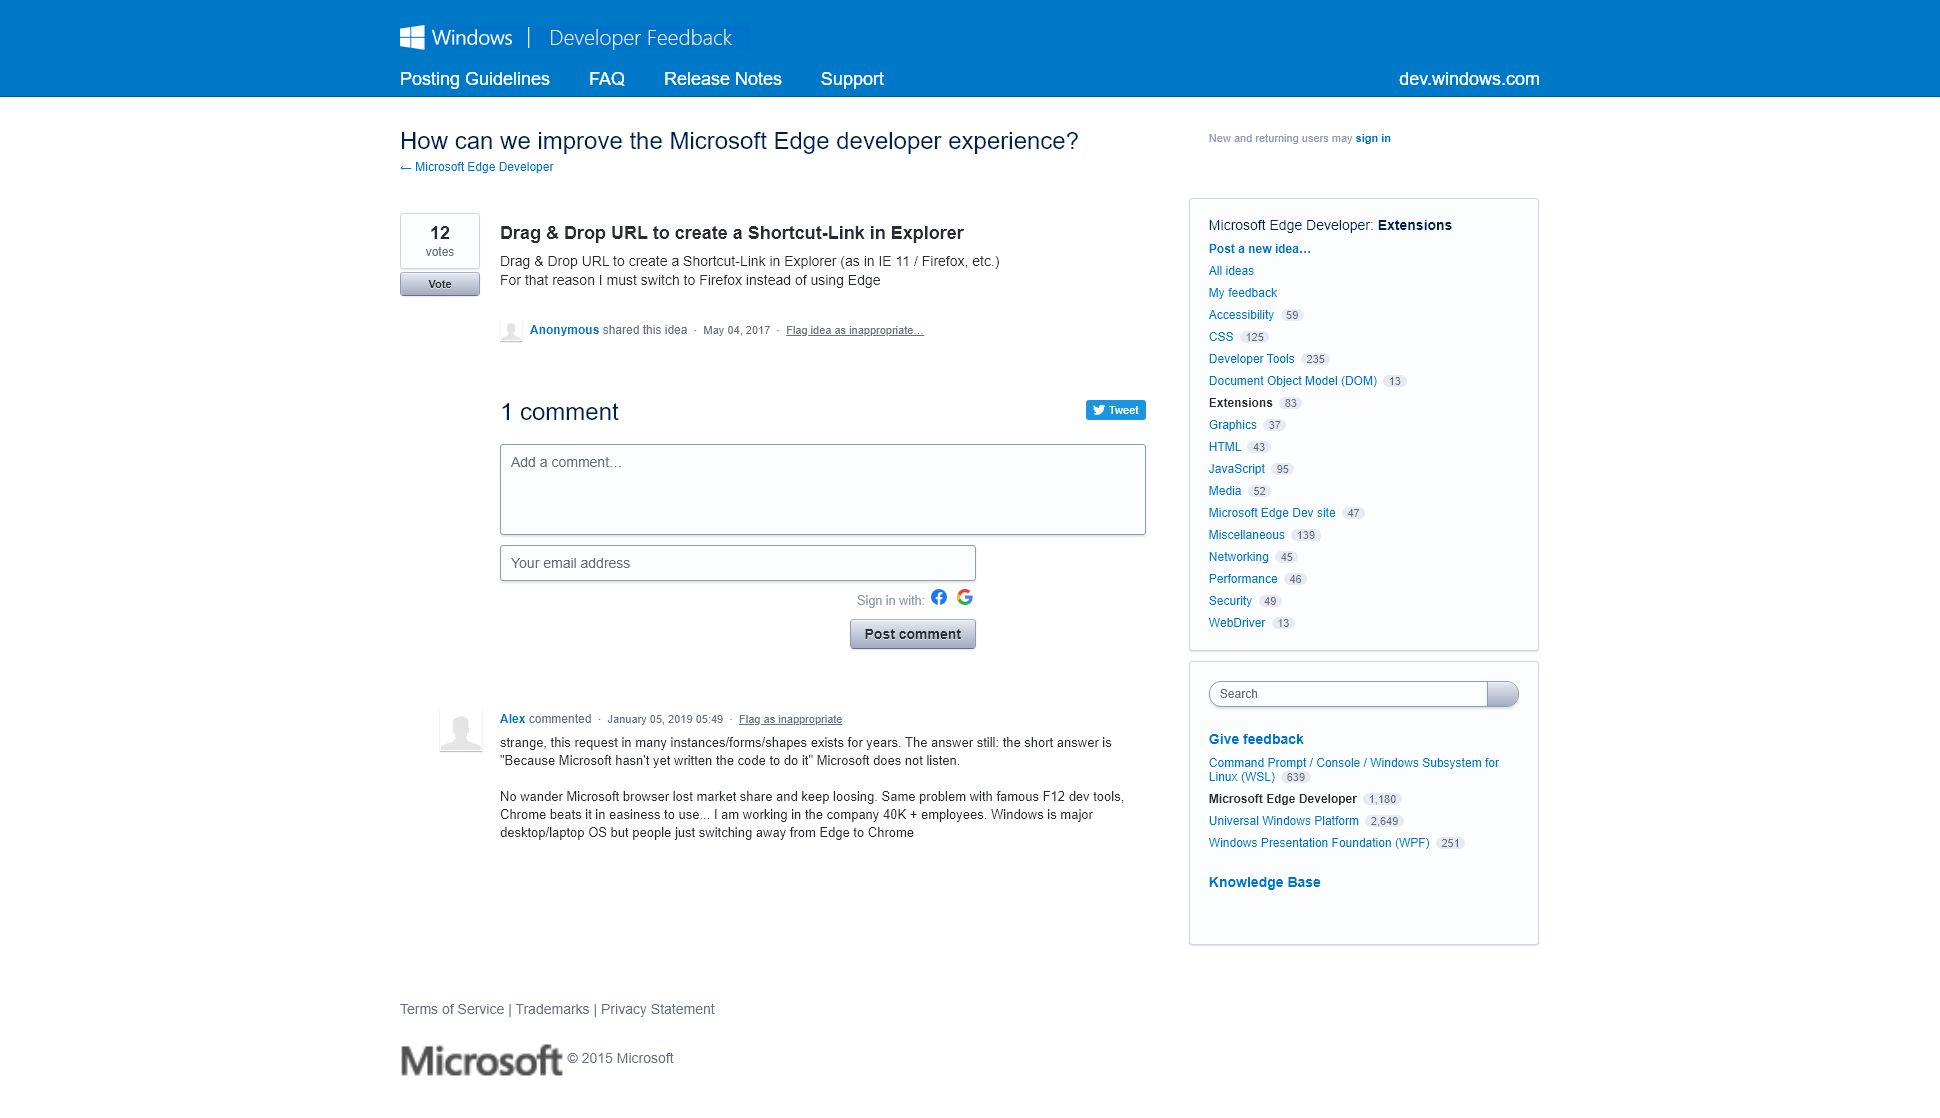 Windows | Developer Feedback
Posting Guidelines FAQ Release Notes Support dev.windows.com
How can we improve the Microsoft Edge developer experience?
← Microsoft Edge Developer
New and returning users may sign in
12
votes
Vote
Drag & Drop URL to create a Shortcut-Link in Explorer
Drag & Drop URL to create a Shortcut-Link in Explorer (as in IE 11 / Firefox, etc.)
For that reason I must switch to Firefox instead of using Edge
Anonymous shared this idea · May 04, 2017 · Flag idea as inappropriate…
1 comment
Tweet
Add a comment…
Your email address
Sign in with:
Post comment
Alex commented · January 05, 2019 05:49 · Flag as inappropriate
strange, this request in many instances/forms/shapes exists for years. The answer still: the short answer is
"Because Microsoft hasn't yet written the code to do it" Microsoft does not listen.
No wander Microsoft browser lost market share and keep loosing. Same problem with famous F12 dev tools,
Chrome beats it in easiness to use... I am working in the company 40K + employees. Windows is major
desktop/laptop OS but people just switching away from Edge to Chrome
Microsoft Edge Developer: Extensions
Post a new idea…
All ideas
My feedback
Accessibility 59
CSS 125
Developer Tools 235
Document Object Model (DOM) 13
Extensions 83
Graphics 37
HTML 43
JavaScript 95
Media 52
Microsoft Edge Dev site 47
Miscellaneous 139
Networking 45
Performance 46
Security 49
WebDriver 13
Search
Give feedback
Command Prompt / Console / Windows Subsystem for
Linux (WSL) 639
Microsoft Edge Developer 1,180
Universal Windows Platform 2,649
Windows Presentation Foundation (WPF) 251
Knowledge Base
Terms of Service | Trademarks | Privacy Statement
Microsoft © 2015 Microsoft